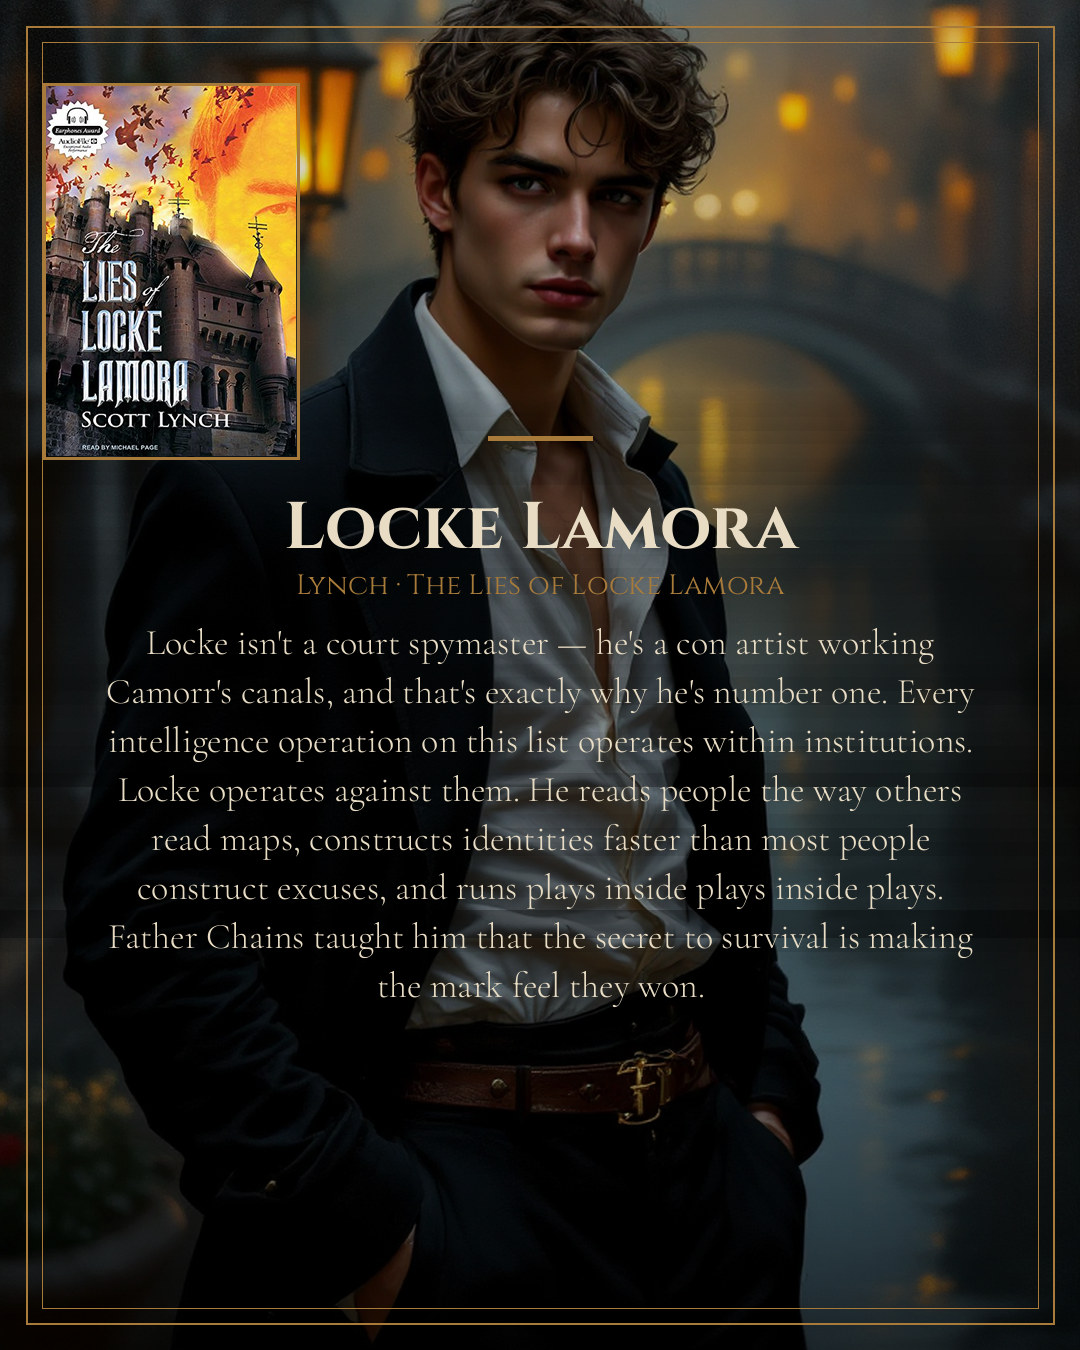 Earphones Award
AudioFile
Exceptional Audio
Performance
The
LIES of
LOCKE
LAMORA
SCOTT LYNCH
READ BY MICHAEL PAGE
LOCKE LAMORA
LYNCH · THE LIES OF LOCKE LAMORA
Locke isn't a court spymaster — he's a con artist working
Camorr's canals, and that's exactly why he's number one. Every
intelligence operation on this list operates within institutions.
Locke operates against them. He reads people the way others
read maps, constructs identities faster than most people
construct excuses, and runs plays inside plays inside plays.
Father Chains taught him that the secret to survival is making
the mark feel they won.